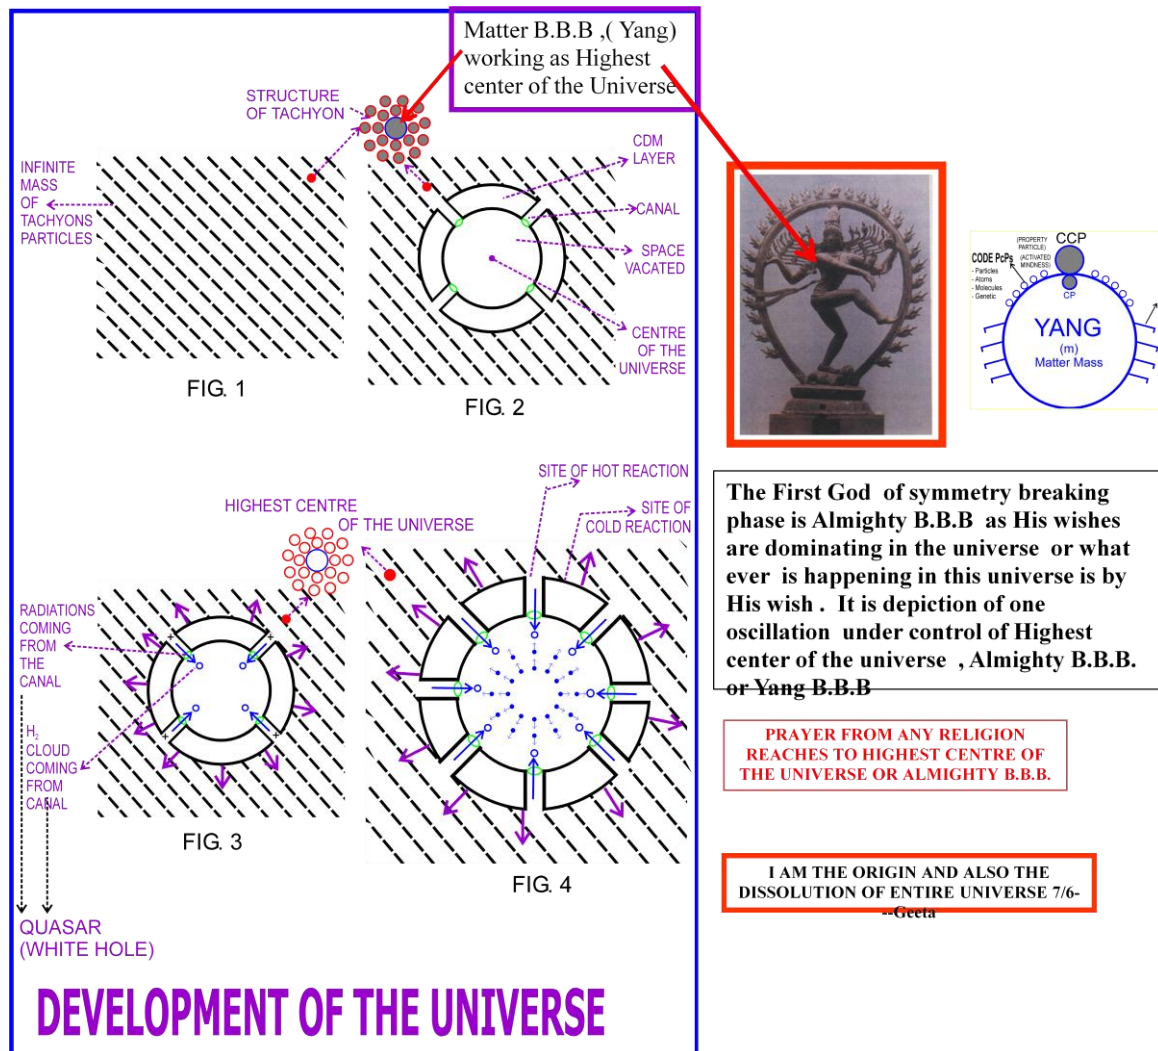 Matter B.B.B ,( Yang)
working as Highest
center of the Universe
STRUCTURE
OF TACHYON
INFINITE
MASS
OF
TACHYONS
PARTICLES
CDM
LAYER
CANAL
SPACE
VACATED
CENTRE
OF THE
UNIVERSE
FIG. 1
FIG. 2
(PROPERTY
PARTICLE)
CCP
CODE PcPs
(ACTIVATED
MINDNESS)
- Particles
- Atoms
- Molecules
- Genetic
CP
YANG
(m)
Matter Mass
SITE OF HOT REACTION
HIGHEST CENTRE
OF THE UNIVERSE
SITE OF
COLD REACTION
RADIATIONS
COMING
FROM
THE
CANAL
H2
CLOUD
COMING
FROM
CANAL
+
+
+
+
FIG. 3
FIG. 4
QUASAR
(WHITE HOLE)
DEVELOPMENT OF THE UNIVERSE
The First God of symmetry breaking
phase is Almighty B.B.B as His wishes
are dominating in the universe or what
ever is happening in this universe is by
His wish . It is depiction of one
oscillation under control of Highest
center of the universe , Almighty B.B.B.
or Yang B.B.B
PRAYER FROM ANY RELIGION
REACHES TO HIGHEST CENTRE OF
THE UNIVERSE OR ALMIGHTY B.B.B.
I AM THE ORIGIN AND ALSO THE
DISSOLUTION OF ENTIRE UNIVERSE 7/6-
--Geeta